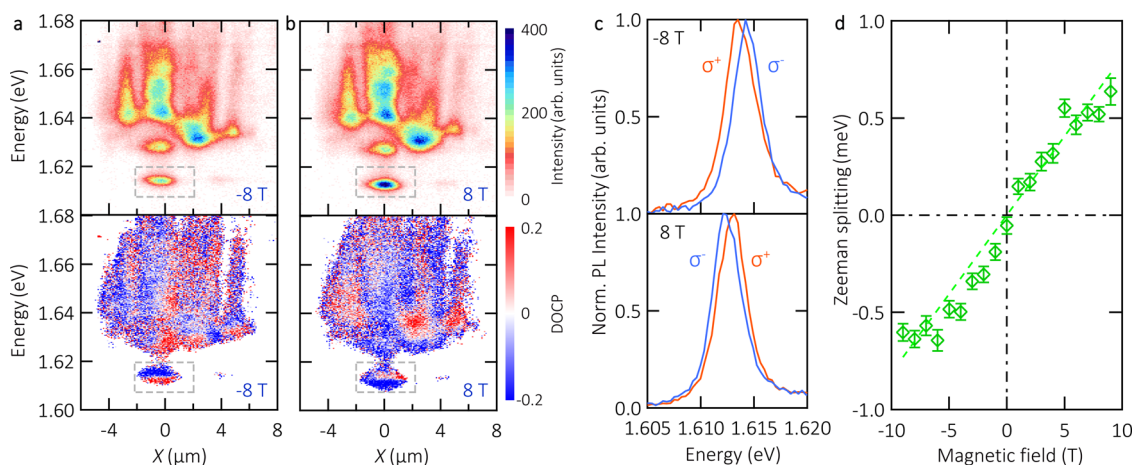 a
b
c
d
1.68
1.66
1.64
1.62
Energy (eV)
-8 T
8 T
400
200
0
Intensity (arb. units)
1.68
1.66
1.64
1.62
1.60
Energy (eV)
-8 T
8 T
0.2
0
-0.2
DOCP
-4 0 4 8
X (μm)
-4 0 4 8
X (μm)
1.0
0.5
-8 T
σ+
σ-
1.0
0.5
0.0
8 T
σ-
σ+
Norm. PL Intensity (arb. units)
1.605 1.610 1.615 1.620
Energy (eV)
1.0
0.5
0.0
-0.5
-1.0
Zeeman splitting (meV)
-10 -5 0 5 10
Magnetic field (T)